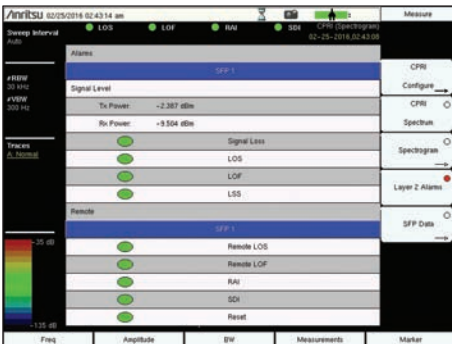 Anritsu 02/25/2016 02:43:14 am
Measure
Sweep Interval
Auto
LOS LOF RAI SDI CPRI (Spectrogram)
02-25-2016,02:43:08
#RBW
30 kHz
#VBW
300 Hz
Traces
A: Normal
-35 dB
-135 dB
Alarms
SFP 1
Signal Level
Tx Power: -2.387 dBm
Rx Power: -9.504 dBm
Signal Loss
LOS
LOF
LSS
Remote
SFP 1
Remote LOS
Remote LOF
RAI
SDI
Reset
CPRI
Configure
CPRI
Spectrum
Spectrogram
Layer 2 Alarms
SFP Data
Freq Amplitude BW Measurements Marker